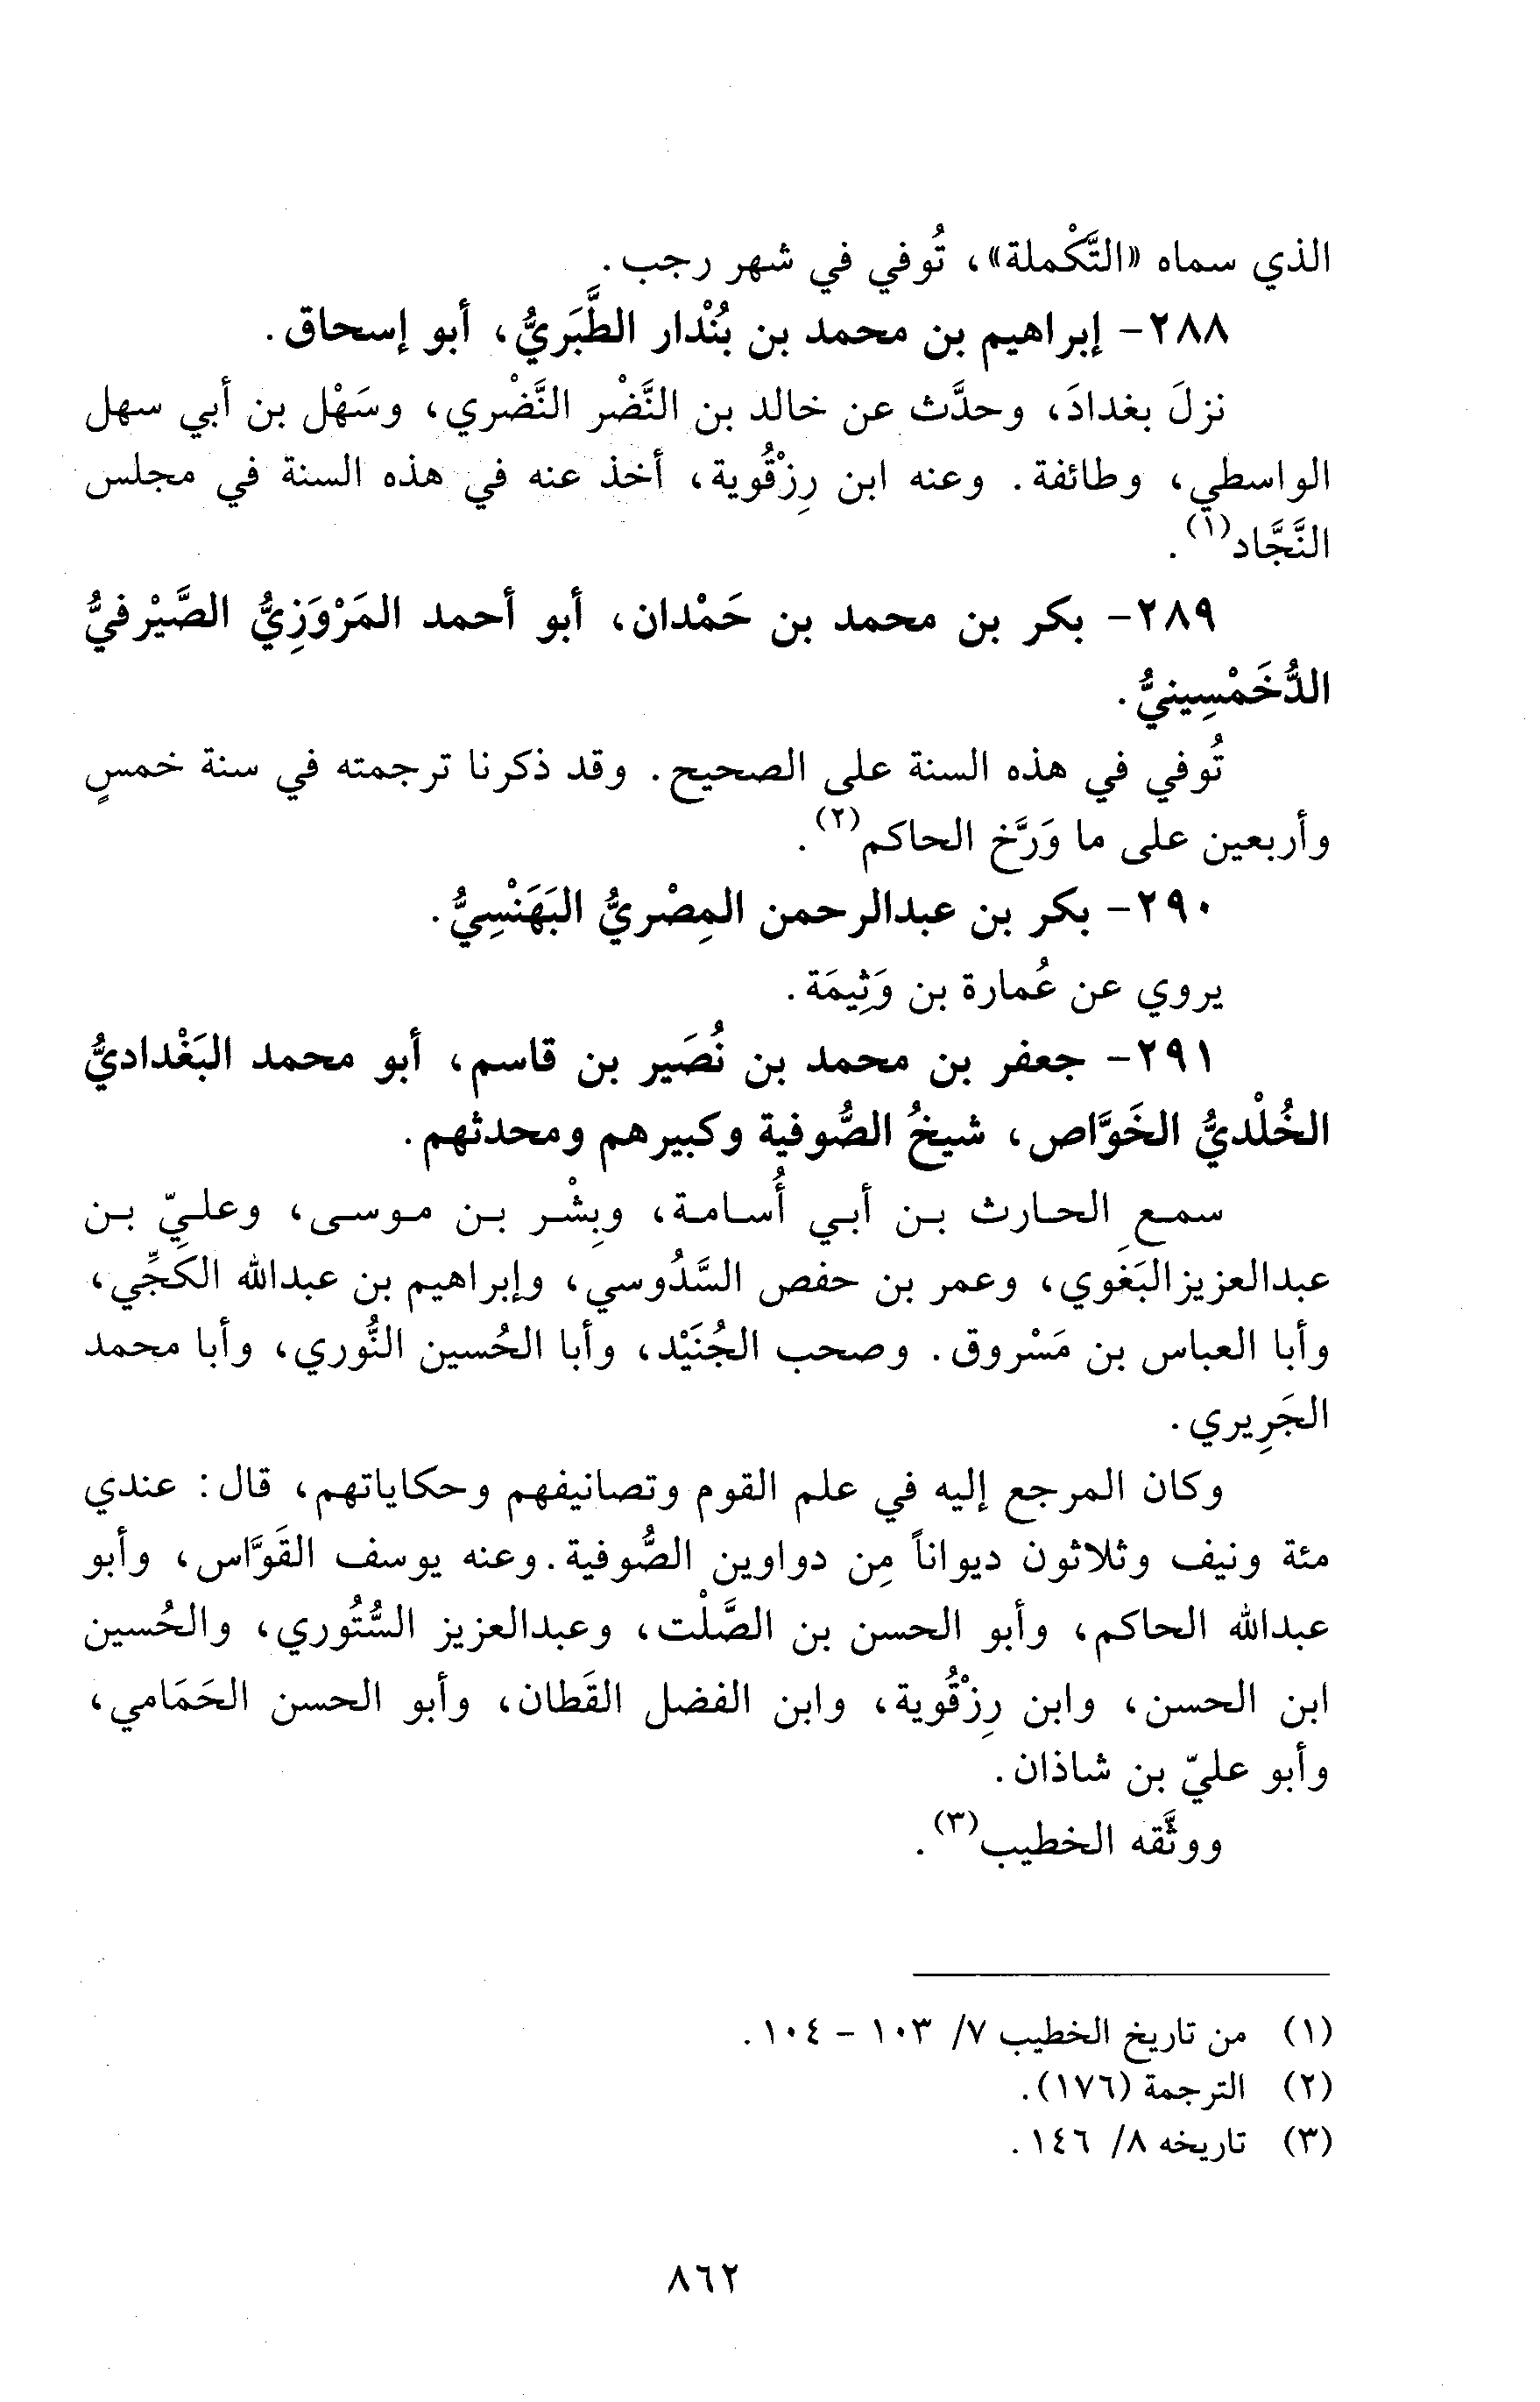 الذي سماه «التَّكْملة»، تُوفي في شهر رجب.
٢٨٨- إبراهيم بن محمد بن بُنْدار الطَّبَريُّ، أبو إسحاق.
نزلَ بغدادَ، وحدَّث عن خالد بن النَّضْر النَّضْري، وسَهْل بن أبي سهل
الواسطي، وطائفة. وعنه ابن رِزْقُوية، أخذ عنه في هذه السنة في مجلس
النَّجَّاد(١).
٢٨٩- بكر بن محمد بن حَمْدان، أبو أحمد المَرْوَزِيُّ الصَّيْرفيُّ
الدُّخَمْسِينيُّ.
تُوفي في هذه السنة على الصحيح. وقد ذكرنا ترجمته في سنة خمسٍ
وأربعين على ما وَرَّخ الحاكم(٢).
٢٩٠- بكر بن عبدالرحمن المِصْريُّ البَهَنْسِيُّ.
يروي عن عُمارة بن وَثِيمَة.
٢٩١- جعفر بن محمد بن نُصَير بن قاسم، أبو محمد البَغْداديُّ
الخُلْديُّ الخَوَّاص، شيخُ الصُّوفية وكبيرهم ومحدثهم.
سمع الحارث بن أبي أُسامة، وبِشْر بن موسى، وعليّ بن
عبدالعزيزالبَغَوي، وعمر بن حفص السَّدُوسي، وإبراهيم بن عبدالله الكَجِّي،
وأبا العباس بن مَسْروق. وصحب الجُنَيْد، وأبا الحُسين النُّوري، وأبا محمد
الجَرِيري.
وكان المرجع إليه في علم القوم وتصانيفهم وحكاياتهم، قال: عندي
مئة ونيف وثلاثون ديواناً مِن دواوين الصُّوفية.وعنه يوسف القَوَّاس، وأبو
عبدالله الحاكم، وأبو الحسن بن الصَّلْت، وعبدالعزيز السُّتُوري، والحُسين
ابن الحسن، وابن رِزْقُوية، وابن الفضل القَطان، وأبو الحسن الحَمَامي،
وأبو عليّ بن شاذان.
ووثَّقه الخطيب(٣).
(١) من تاريخ الخطيب ٧/ ١٠٣ - ١٠٤.
(٢) الترجمة (١٧٦).
(٣) تاريخه ٨/ ١٤٦.
٨٦٢